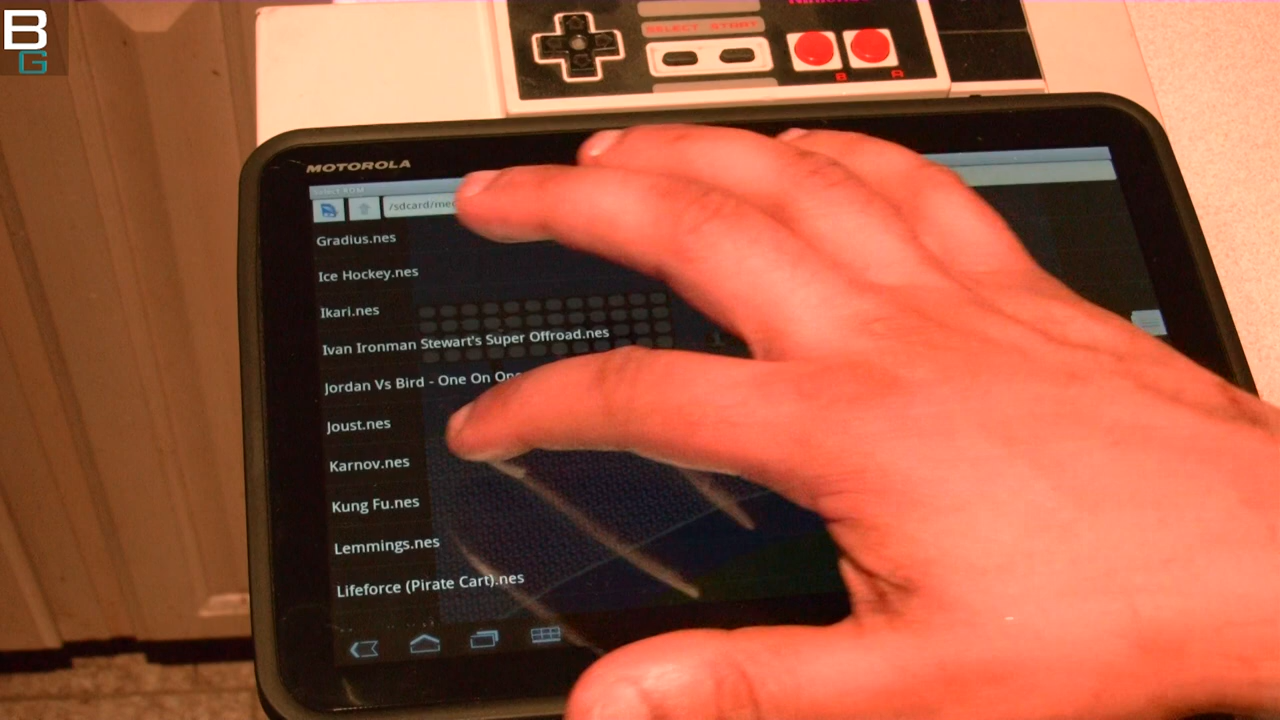 B
G
Nintendo
SELECT START
B A
MOTOROLA
Select ROM
/sdcard/me
Gradius.nes
Ice Hockey.nes
Ikari.nes
Ivan Ironman Stewart's Super Offroad.nes
Jordan Vs Bird - One On One
Joust.nes
Karnov.nes
Kung Fu.nes
Lemmings.nes
Lifeforce (Pirate Cart).nes